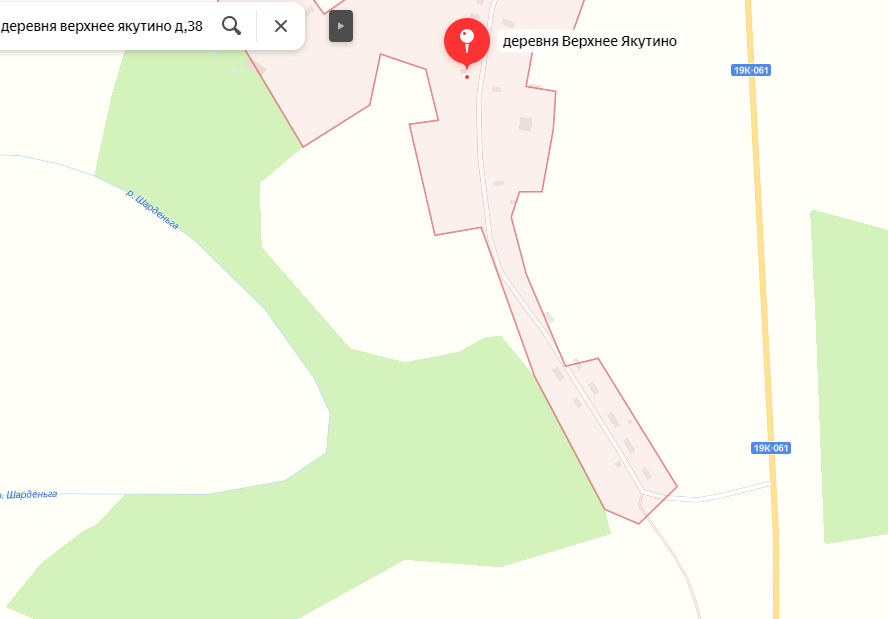 деревня верхнее якутино д,38
деревня Верхнее Якутино
19К-061
р. Шарденьга
19К-061
р. Шарденьга